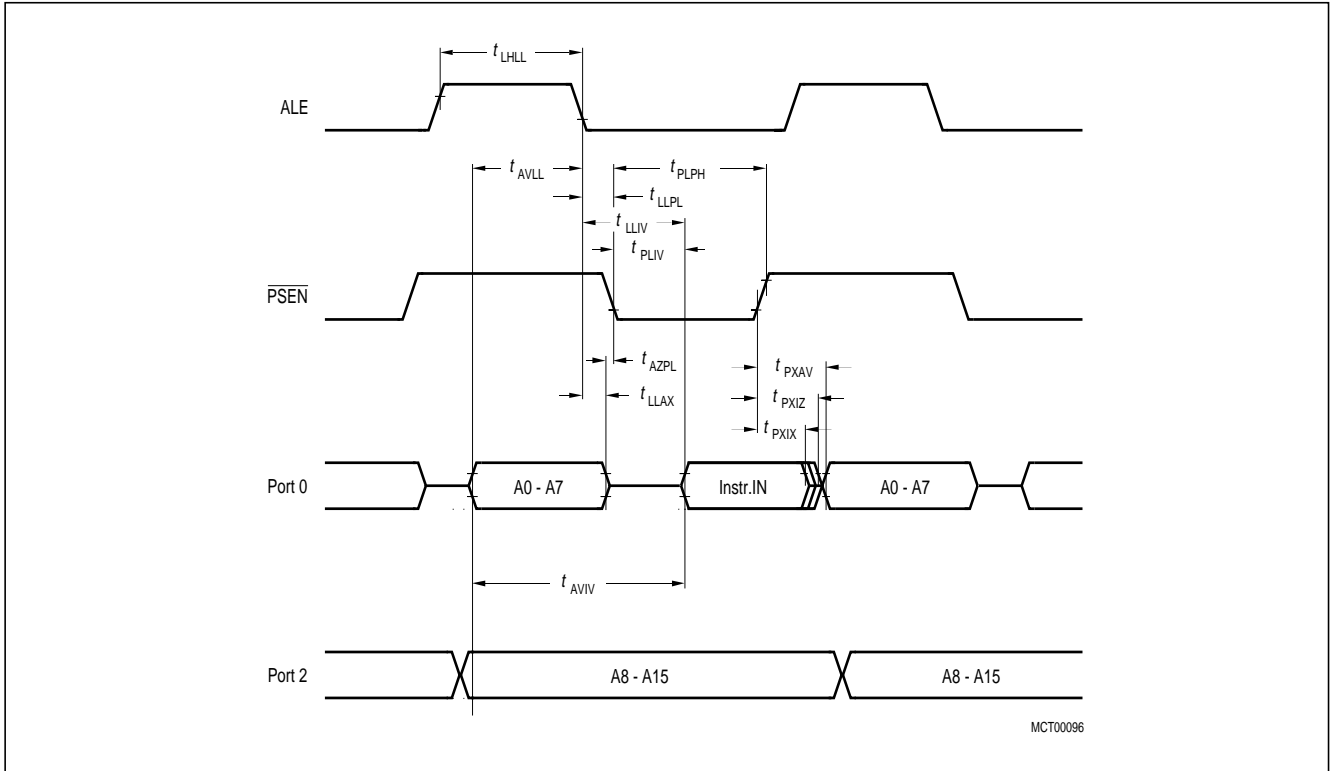 t LHLL
ALE
t AVLL
t PLPH
t LLPL
t LLIV
t PLIV
PSEN
t AZPL
t PXAV
t LLAX
t PXIZ
t PXIX
Port 0
A0 - A7
Instr.IN
A0 - A7
t AVIV
Port 2
A8 - A15
A8 - A15
MCT00096